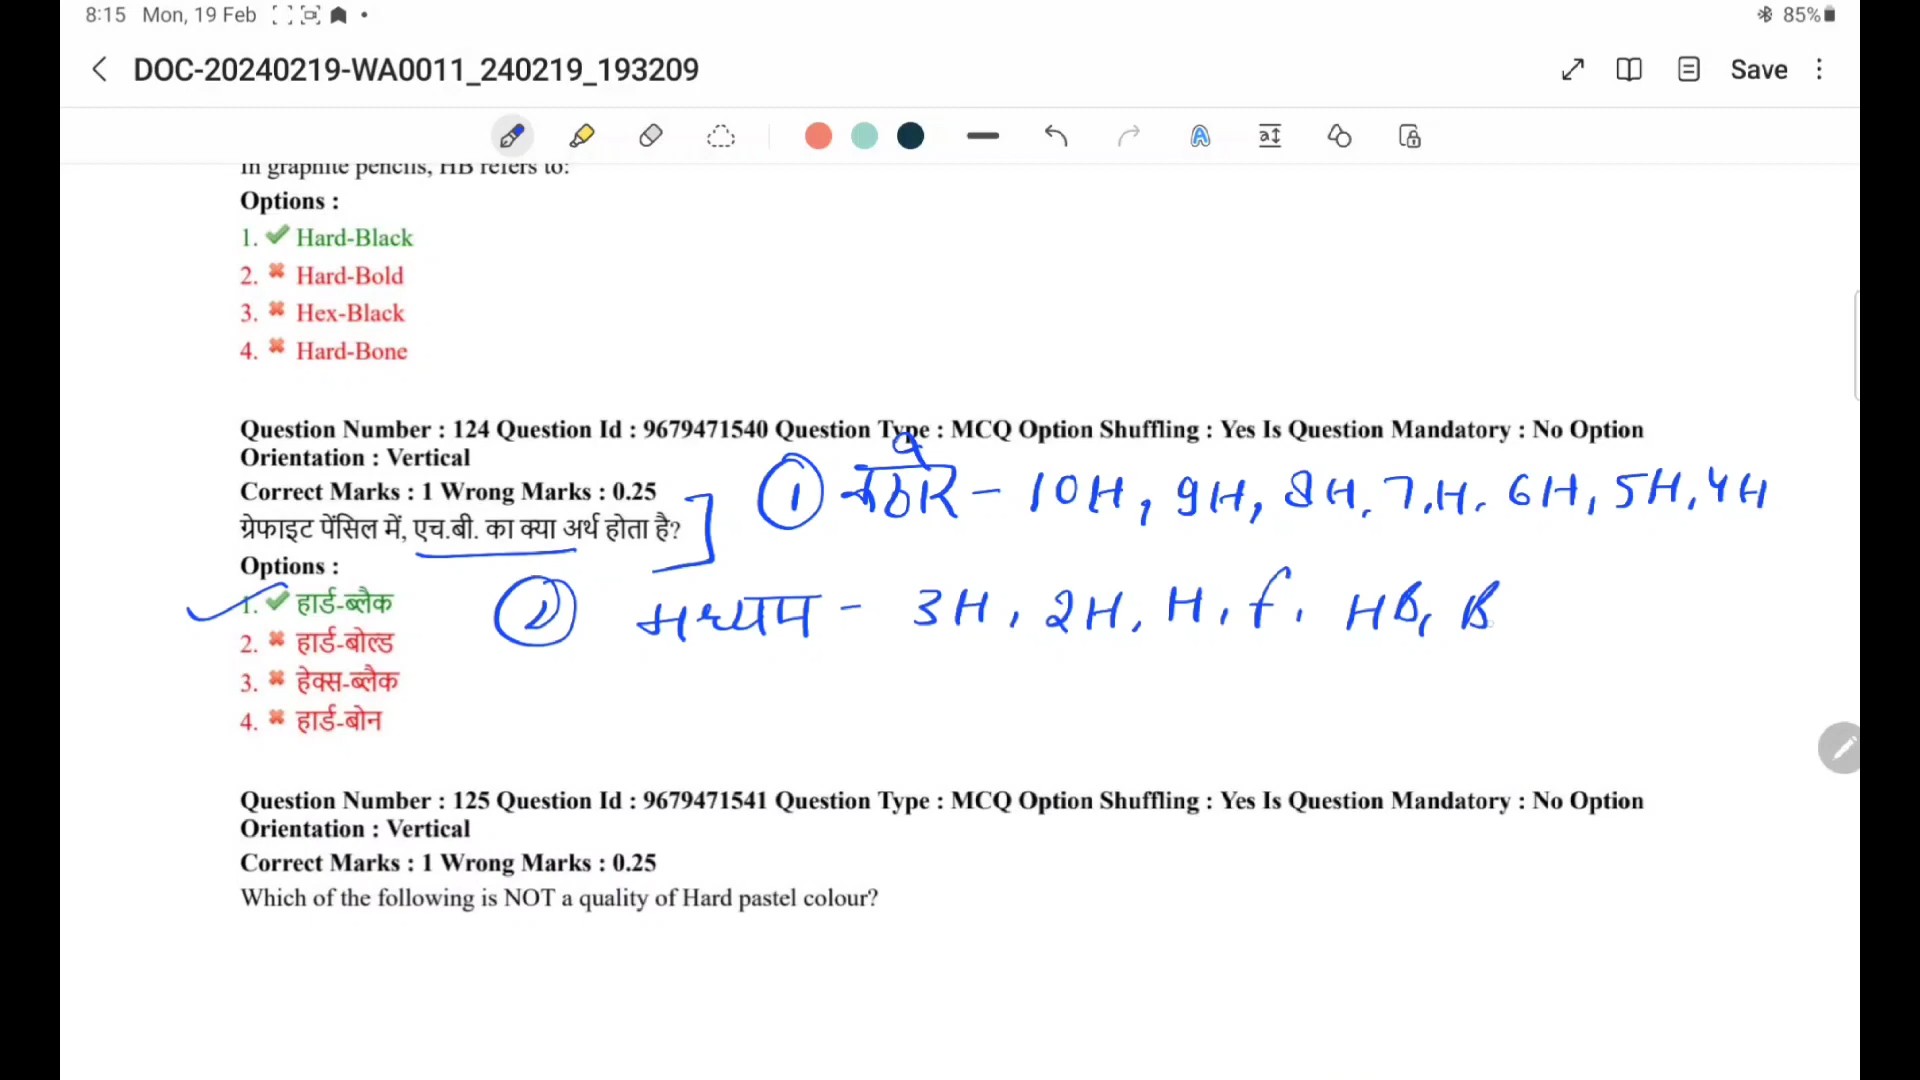 8:15 Mon, 19 Feb 85%
DOC-20240219-WA0011_240219_193209 Save
In graphite pencils, HB refers to:
Options :
1. Hard-Black
2. Hard-Bold
3. Hex-Black
4. Hard-Bone
Question Number : 124 Question Id : 9679471540 Question Type : MCQ Option Shuffling : Yes Is Question Mandatory : No Option
Orientation : Vertical
Correct Marks : 1 Wrong Marks : 0.25
① कठोर - 10H, 9H, 8H, 7,H, 6H, 5H, 4H
ग्रेफाइट पेंसिल में, एच.बी. का क्या अर्थ होता है?
Options :
1. हार्ड-ब्लैक
② मध्यम - 3H, 2H, H, f, HB, B
2. हार्ड-बोल्ड
3. हेक्स-ब्लैक
4. हार्ड-बोन
Question Number : 125 Question Id : 9679471541 Question Type : MCQ Option Shuffling : Yes Is Question Mandatory : No Option
Orientation : Vertical
Correct Marks : 1 Wrong Marks : 0.25
Which of the following is NOT a quality of Hard pastel colour?